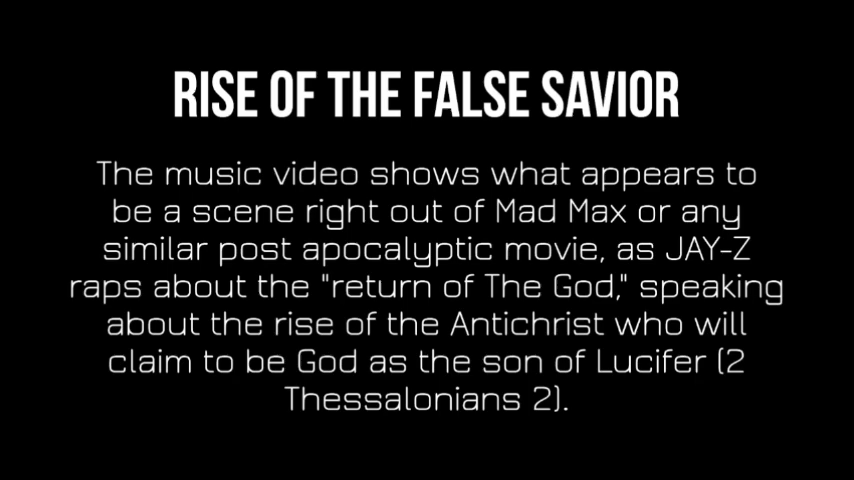 RISE OF THE FALSE SAVIOR
The music video shows what appears to
be a scene right out of Mad Max or any
similar post apocalyptic movie, as JAY-Z
raps about the "return of The God," speaking
about the rise of the Antichrist who will
claim to be God as the son of Lucifer (2
Thessalonians 2).